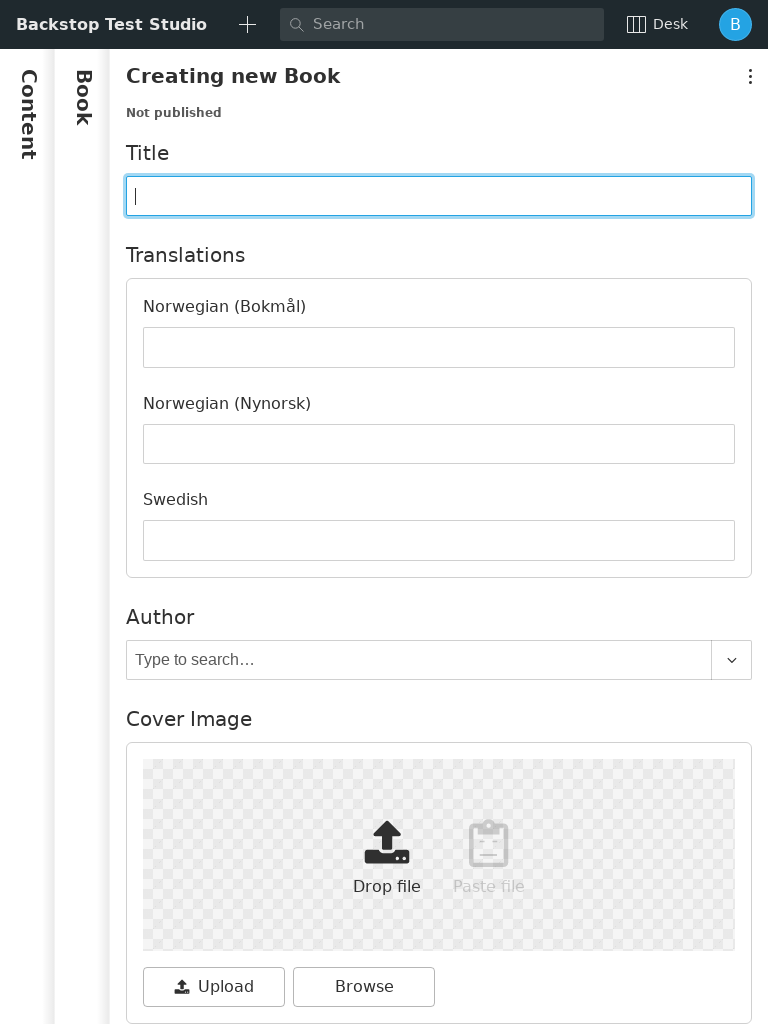 Backstop Test Studio
Search
Desk
B
Content
Book
Creating new Book
Not published
Title
Translations
Norwegian (Bokmål)
Norwegian (Nynorsk)
Swedish
Author
Type to search…
Cover Image
Drop file
Paste file
Upload
Browse